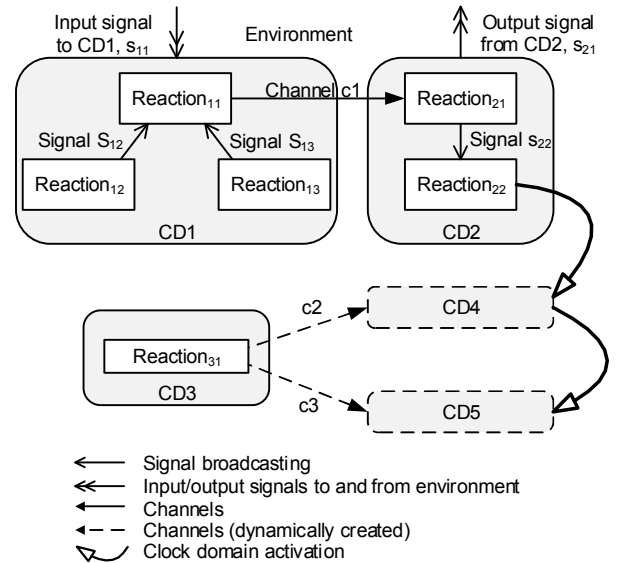 Input signal
to CD1, s₁₁
Environment
Output signal
from CD2, s₂₁
Reaction₁₁
Channel c1
Reaction₂₁
Signal S₁₂
Signal S₁₃
Signal s₂₂
Reaction₁₂
Reaction₁₃
Reaction₂₂
CD1
CD2
c2
CD4
Reaction₃₁
CD3
c3
CD5
Signal broadcasting
Input/output signals to and from environment
Channels
Channels (dynamically created)
Clock domain activation